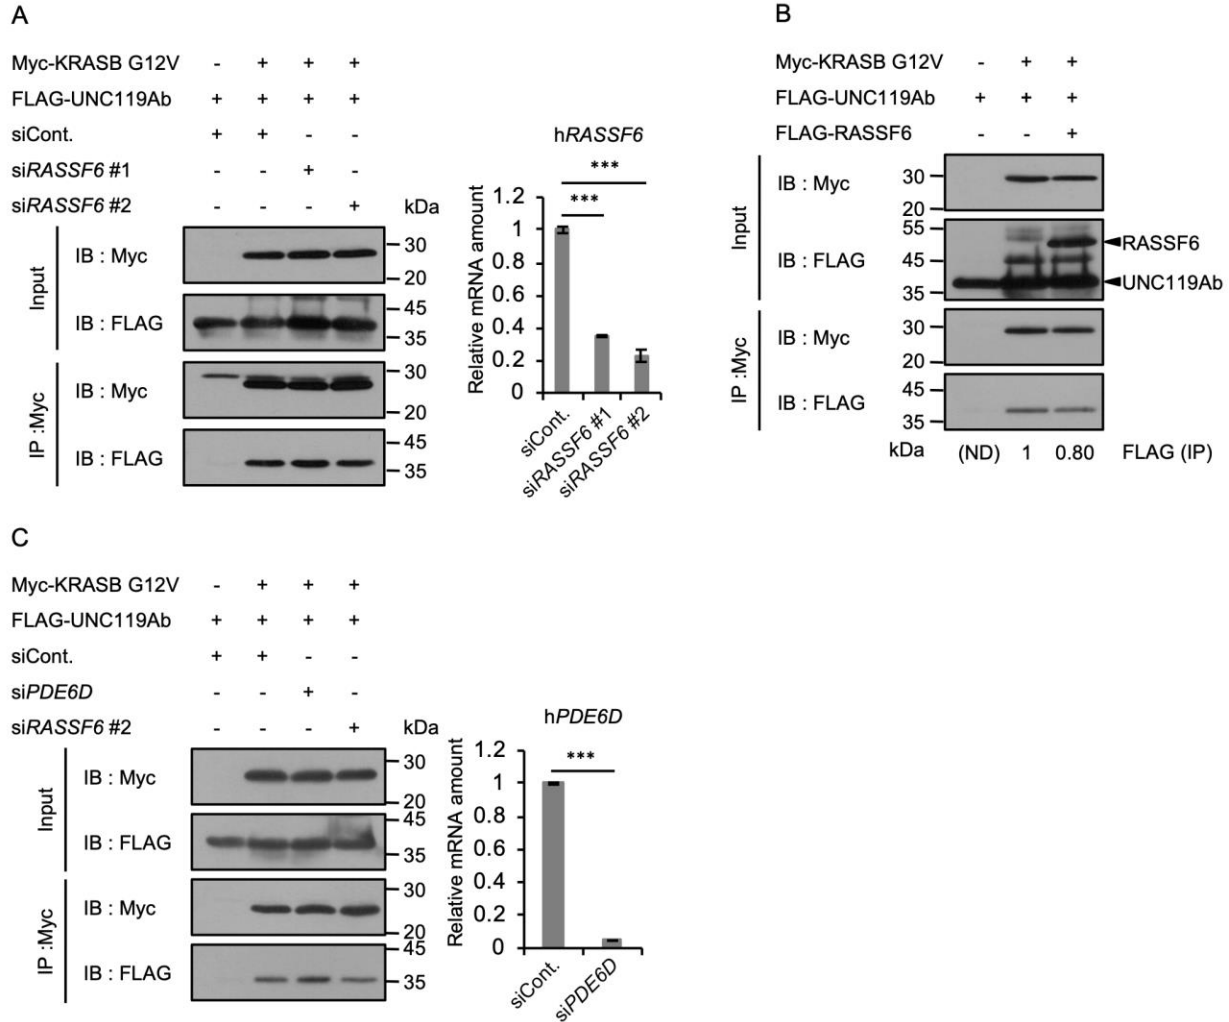 A
Myc-KRASB G12V - + + +
FLAG-UNC119Ab + + + +
siCont. + + - -
siRASSF6 #1 - - + -
siRASSF6 #2 - - - + kDa
Input
IB : Myc 30
20
IB : FLAG 45
35
IP :Myc
IB : Myc 30
20
IB : FLAG 45
35
hRASSF6
***
***
Relative mRNA amount
1.2
1
0.8
0.6
0.4
0.2
0
siCont.
siRASSF6 #1
siRASSF6 #2
B
Myc-KRASB G12V - + +
FLAG-UNC119Ab + + +
FLAG-RASSF6 - - +
Input
IB : Myc 30
20
IB : FLAG 55
45
35
RASSF6
UNC119Ab
IP :Myc
IB : Myc 30
20
IB : FLAG 45
35
kDa (ND) 1 0.80 FLAG (IP)
C
Myc-KRASB G12V - + + +
FLAG-UNC119Ab + + + +
siCont. + + - -
siPDE6D - - + -
siRASSF6 #2 - - - + kDa
Input
IB : Myc 30
20
IB : FLAG 45
35
IP :Myc
IB : Myc 30
20
IB : FLAG 45
35
hPDE6D
***
Relative mRNA amount
1.2
1
0.8
0.6
0.4
0.2
0
siCont.
siPDE6D